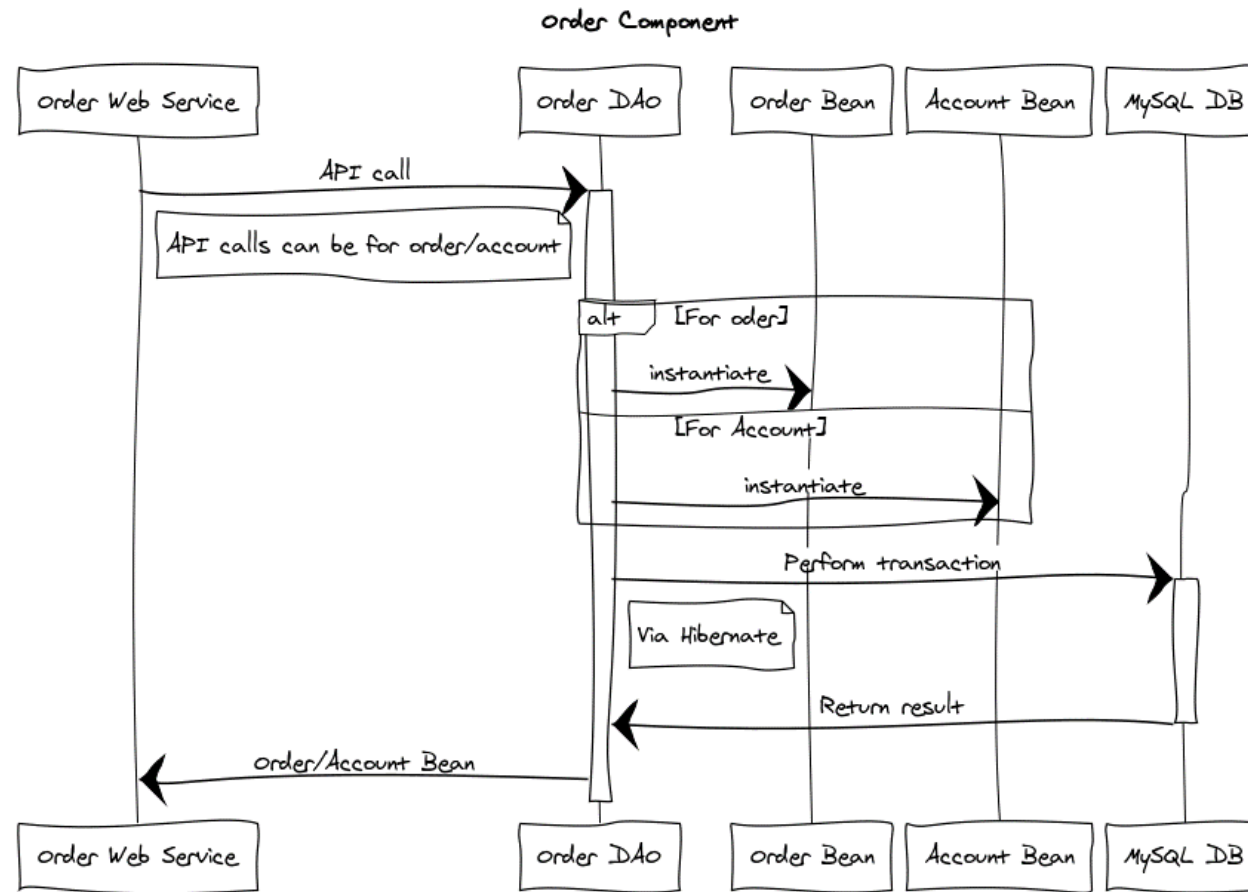 Order Component
Order Web Service
Order DAO
Order Bean
Account Bean
MySQL DB
API call
API calls can be for order/account
alt
[For oder]
instantiate
[For Account]
instantiate
Perform transaction
Via Hibernate
Return result
Order/Account Bean
Order Web Service
Order DAO
Order Bean
Account Bean
MySQL DB